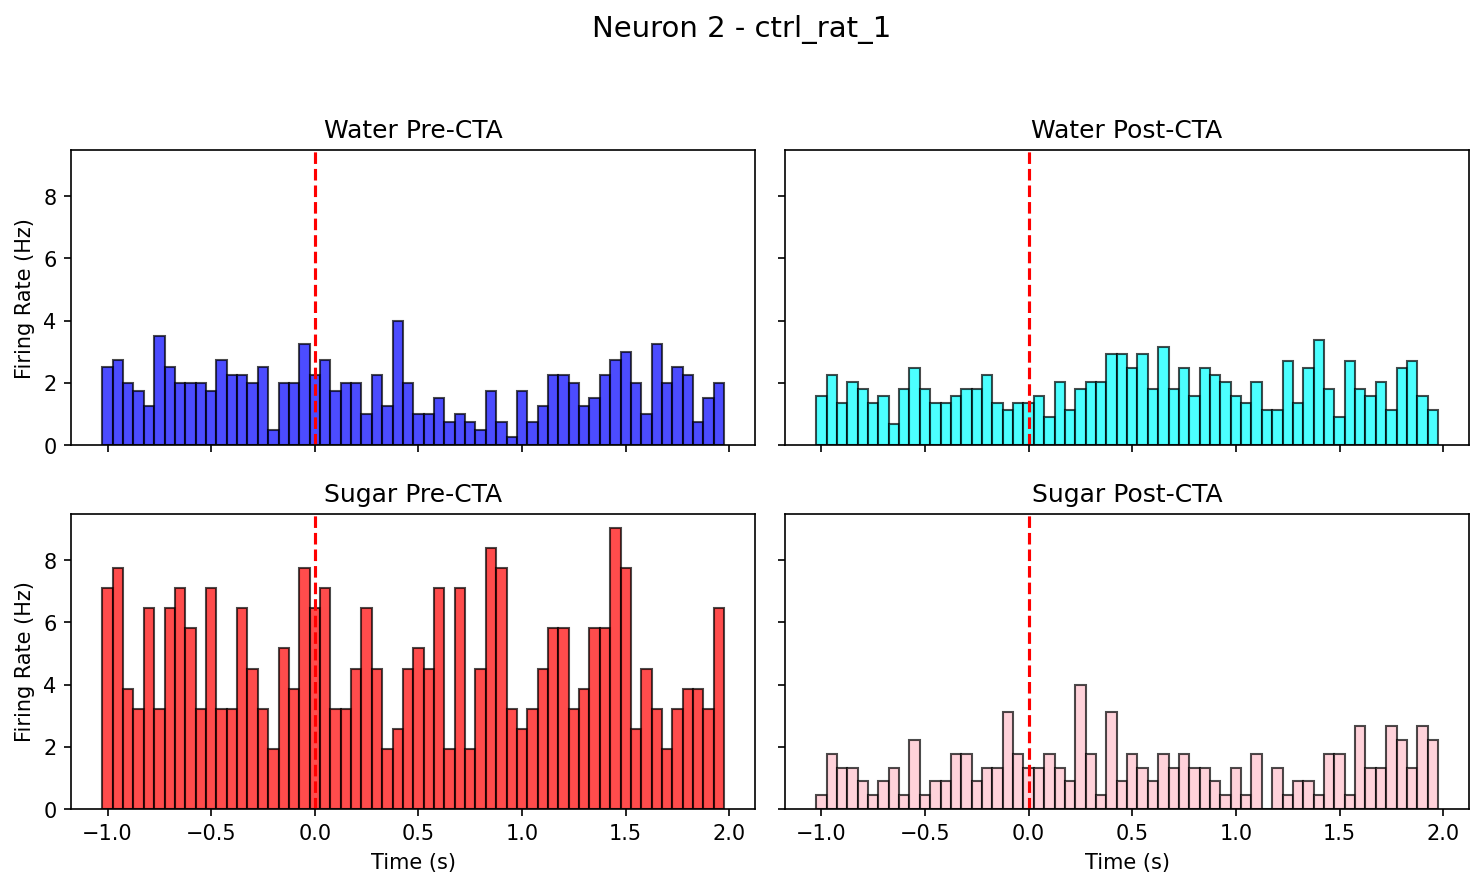 Neuron 2 - ctrl_rat_1
Water Pre-CTA
Water Post-CTA
Firing Rate (Hz)
8
6
4
2
0
Sugar Pre-CTA
Sugar Post-CTA
Firing Rate (Hz)
8
6
4
2
0
−1.0 −0.5 0.0 0.5 1.0 1.5 2.0
−1.0 −0.5 0.0 0.5 1.0 1.5 2.0
Time (s)
Time (s)